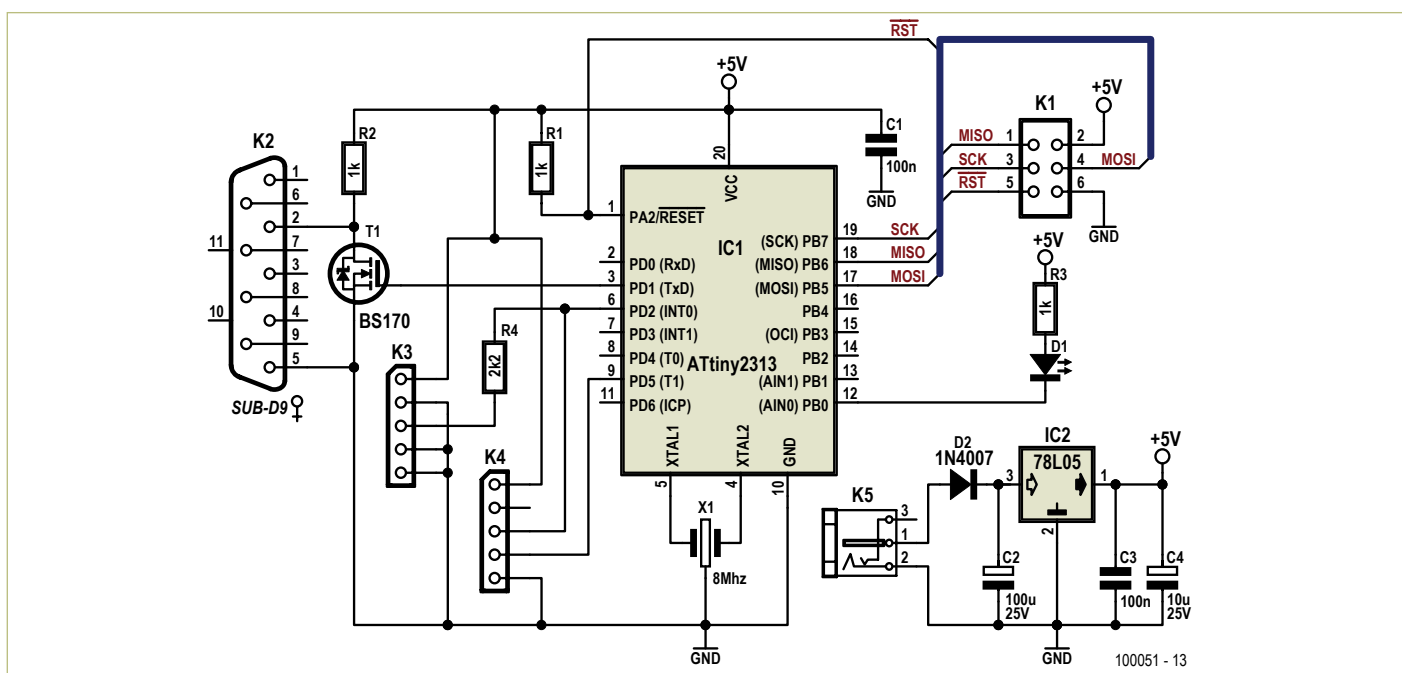 RST
+5V
K1
+5V
MISO 1 2
SCK 3 4 MOSI
RST 5 6
GND
K2
R2
1k
R1
1k
C1
100n
GND
20
VCC
1
6
2
7
3
8
4
9
5
11
10
SUB-D9
T1
BS170
1 PA2/RESET
IC1
2 PD0 (RxD)
3 PD1 (TxD)
6 PD2 (INT0)
7 PD3 (INT1)
8 PD4 (T0)
9 PD5 (T1)
11 PD6 (ICP)
ATtiny2313
(SCK) PB7 19 SCK
(MISO) PB6 18 MISO
(MOSI) PB5 17 MOSI
PB4 16
(OCI) PB3 15
PB2 14
(AIN1) PB1 13
(AIN0) PB0 12
XTAL1
XTAL2
GND
5
4
10
+5V
R3
1k
D1
K3
R4
2k2
K4
X1
8Mhz
GND
K5
3
1
2
D2
1N4007
IC2
78L05
3
1
2
+5V
C2
100u
25V
C3
100n
C4
10u
25V
GND
100051 - 13